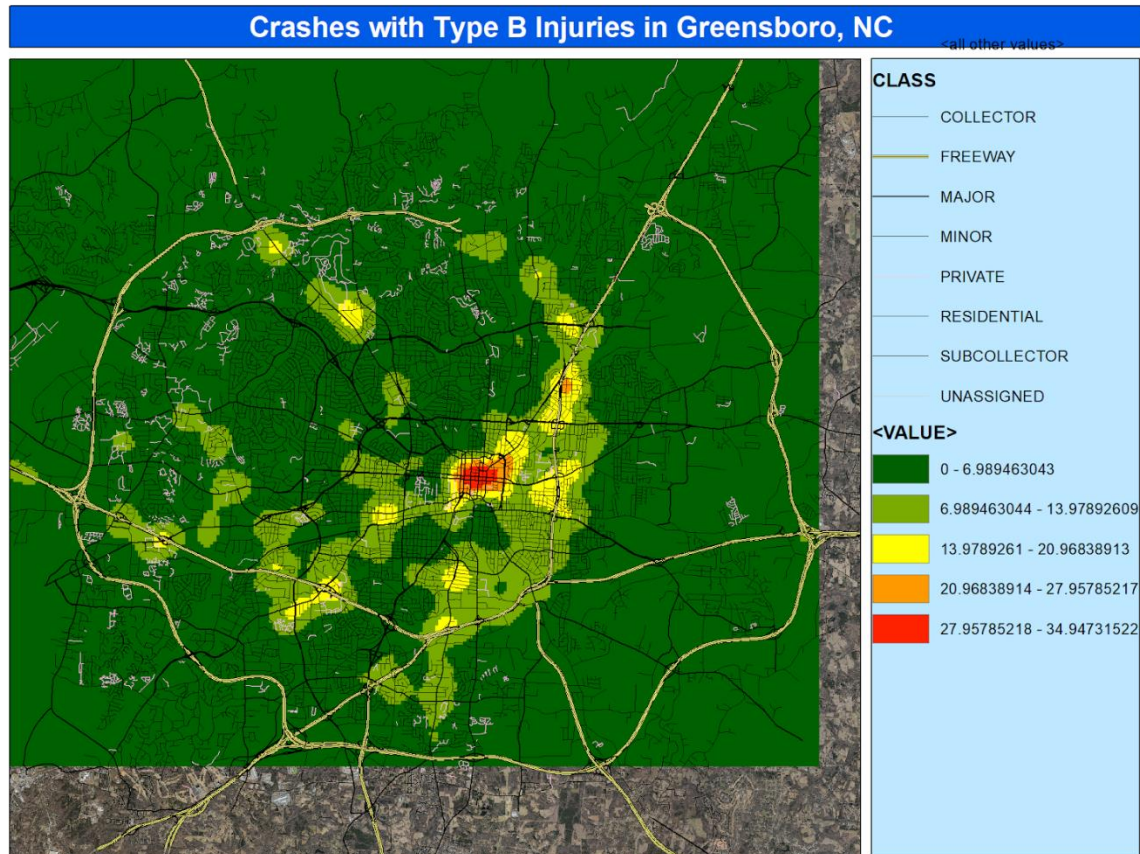 Crashes with Type B Injuries in Greensboro, NC
<all other values>
CLASS
COLLECTOR
FREEWAY
MAJOR
MINOR
PRIVATE
RESIDENTIAL
SUBCOLLECTOR
UNASSIGNED
<VALUE>
0 - 6.989463043
6.989463044 - 13.97892609
13.9789261 - 20.96838913
20.96838914 - 27.95785217
27.95785218 - 34.94731522